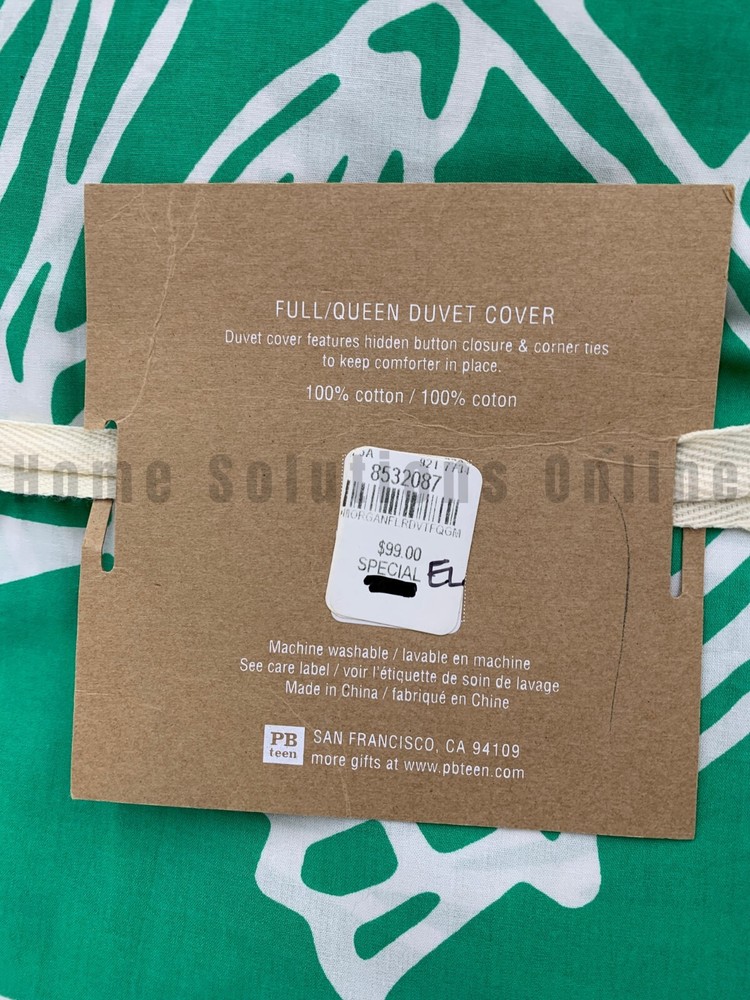 FULL/QUEEN DUVET COVER
Duvet cover features hidden button closure & corner ties
to keep comforter in place.
100% cotton / 100% coton
Home Solutions Online
8532087
MORGANFLRDVTFQGM
$99.00
SPECIAL EL
Machine washable / lavable en machine
See care label / voir l'étiquette de soin de lavage
Made in China / fabriqué en Chine
PB
teen
SAN FRANCISCO, CA 94109
more gifts at www.pbteen.com